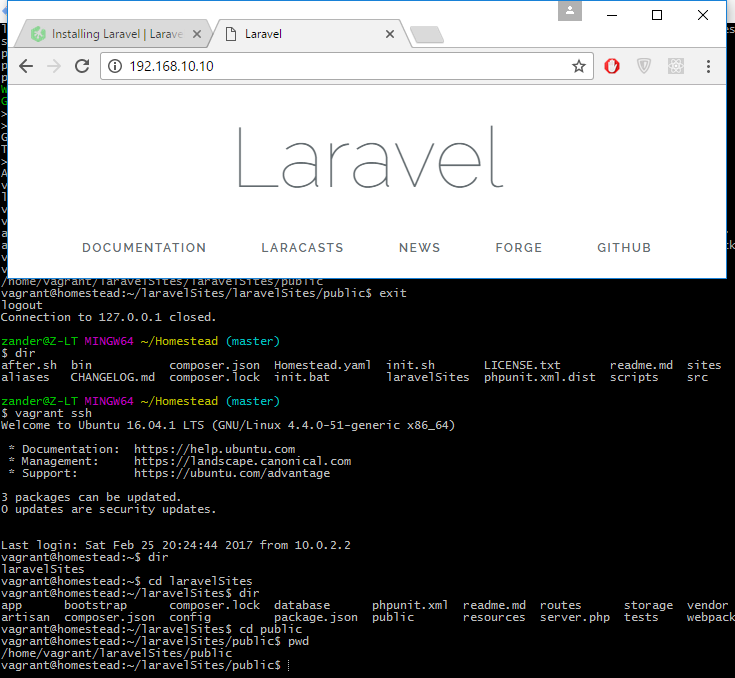 Installing Laravel | Larave
Laravel
192.168.10.10
Laravel
DOCUMENTATION LARACASTS NEWS FORGE GITHUB
/home/vagrant/laravelSites/laravelSites/public
vagrant@homestead:~/laravelSites/laravelSites/public$ exit
logout
Connection to 127.0.0.1 closed.
zander@Z-LT MINGW64 ~/Homestead (master)
$ dir
after.sh bin composer.json Homestead.yaml init.sh LICENSE.txt readme.md sites
aliases CHANGELOG.md composer.lock init.bat laravelSites phpunit.xml.dist scripts src
zander@Z-LT MINGW64 ~/Homestead (master)
$ vagrant ssh
Welcome to Ubuntu 16.04.1 LTS (GNU/Linux 4.4.0-51-generic x86_64)
* Documentation: https://help.ubuntu.com
* Management: https://landscape.canonical.com
* Support: https://ubuntu.com/advantage
3 packages can be updated.
0 updates are security updates.
Last login: Sat Feb 25 20:24:44 2017 from 10.0.2.2
vagrant@homestead:~$ dir
laravelSites
vagrant@homestead:~$ cd laravelSites
vagrant@homestead:~/laravelSites$ dir
app bootstrap composer.lock database phpunit.xml readme.md routes storage vendor
artisan composer.json config package.json public resources server.php tests webpack
vagrant@homestead:~/laravelSites$ cd public
vagrant@homestead:~/laravelSites/public$ pwd
/home/vagrant/laravelSites/public
vagrant@homestead:~/laravelSites/public$